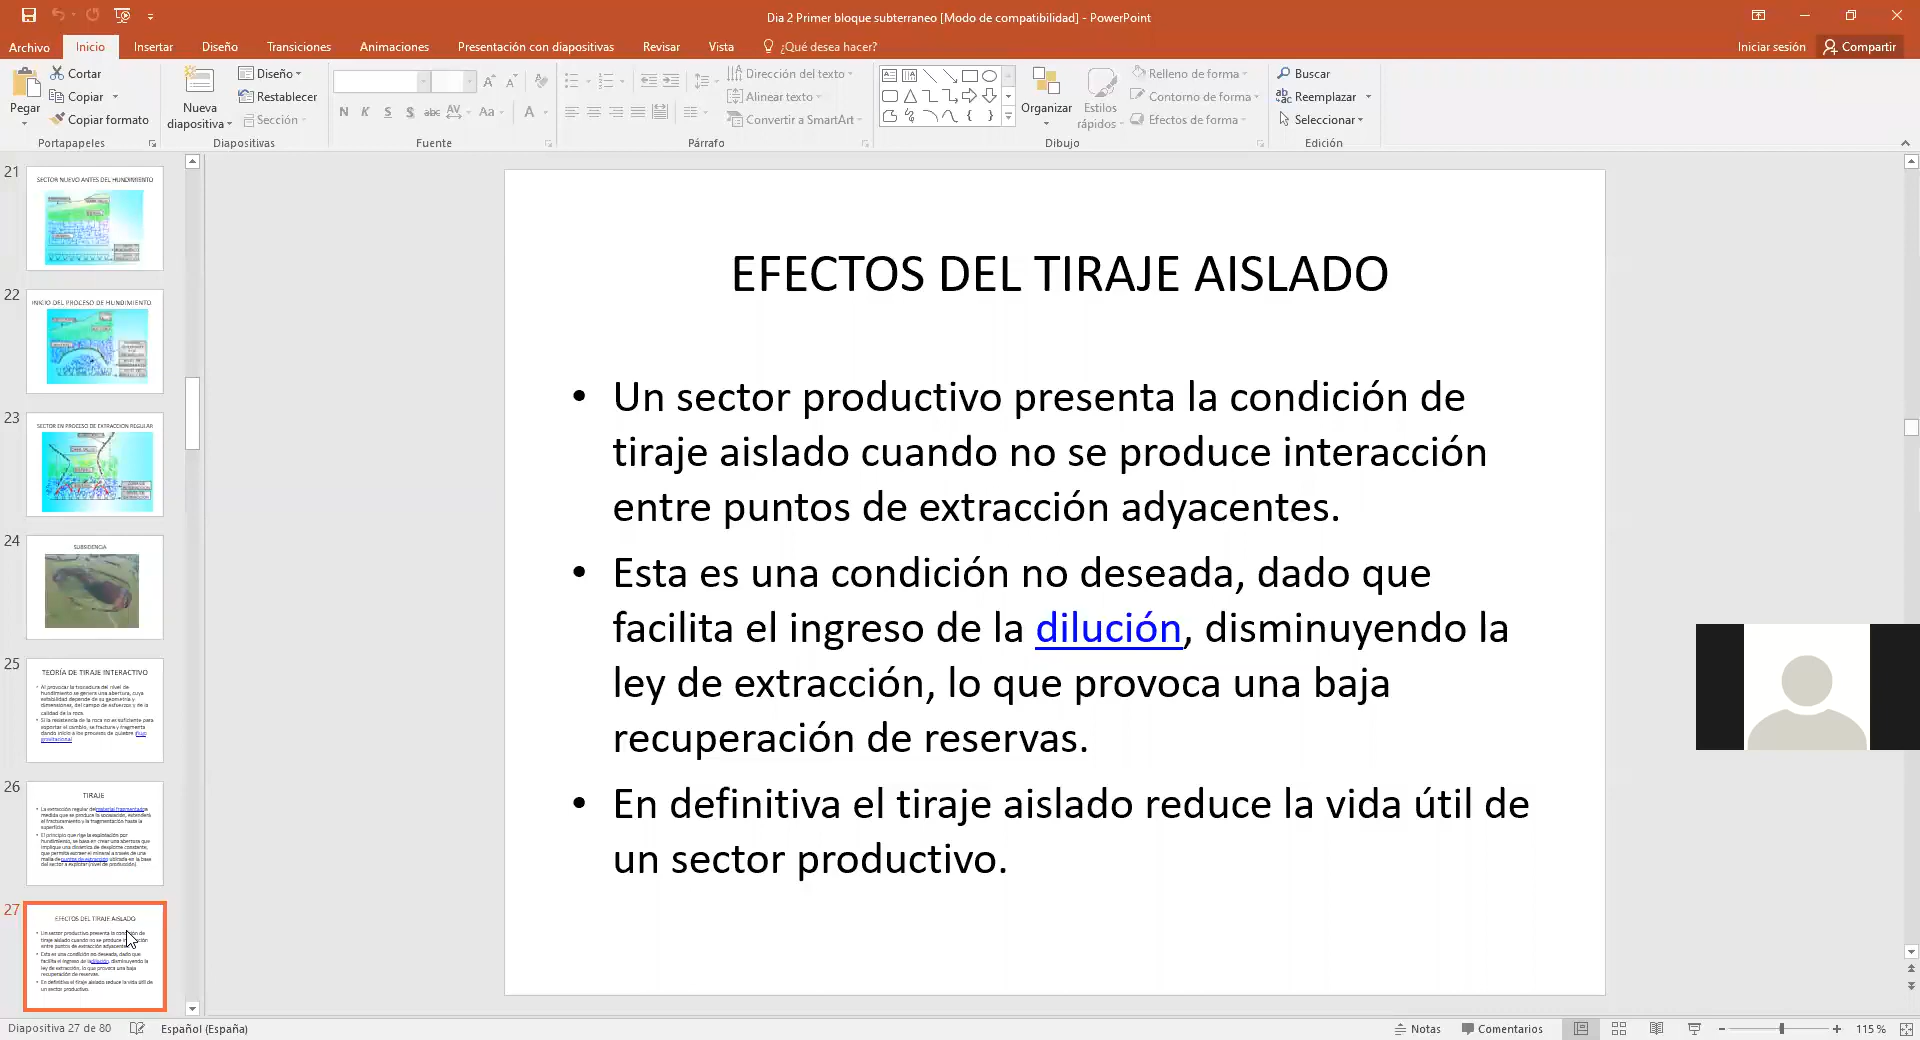 Dia 2 Primer bloque subterraneo [Modo de compatibilidad] - PowerPoint
Archivo Inicio Insertar Diseño Transiciones Animaciones Presentación con diapositivas Revisar Vista ¿Qué desea hacer? Iniciar sesión Compartir
Pegar
Cortar
Copiar
Copiar formato
Portapapeles
Nueva
diapositiva
Diseño
Restablecer
Sección
Diapositivas
N K S S abc AV Aa A
Fuente
Dirección del texto
Alinear texto
Convertir a SmartArt
Párrafo
Organizar
Estilos
rápidos
Relleno de forma
Contorno de forma
Efectos de forma
Dibujo
Buscar
Reemplazar
Seleccionar
Edición
21
SECTOR NUEVO ANTES DEL HUNDIMIENTO
22
INICIO DEL PROCESO DE HUNDIMIENTO
23
SECTOR EN PROCESO DE EXTRACCION REGULAR
24
SUBSIDENCIA
25
TEORÍA DE TIRAJE INTERACTIVO
26
TIRAJE
27
EFECTOS DEL TIRAJE AISLADO
EFECTOS DEL TIRAJE AISLADO
• Un sector productivo presenta la condición de
tiraje aislado cuando no se produce interacción
entre puntos de extracción adyacentes.
• Esta es una condición no deseada, dado que
facilita el ingreso de la dilución, disminuyendo la
ley de extracción, lo que provoca una baja
recuperación de reservas.
• En definitiva el tiraje aislado reduce la vida útil de
un sector productivo.
Diapositiva 27 de 80 Español (España) Notas Comentarios 115 %